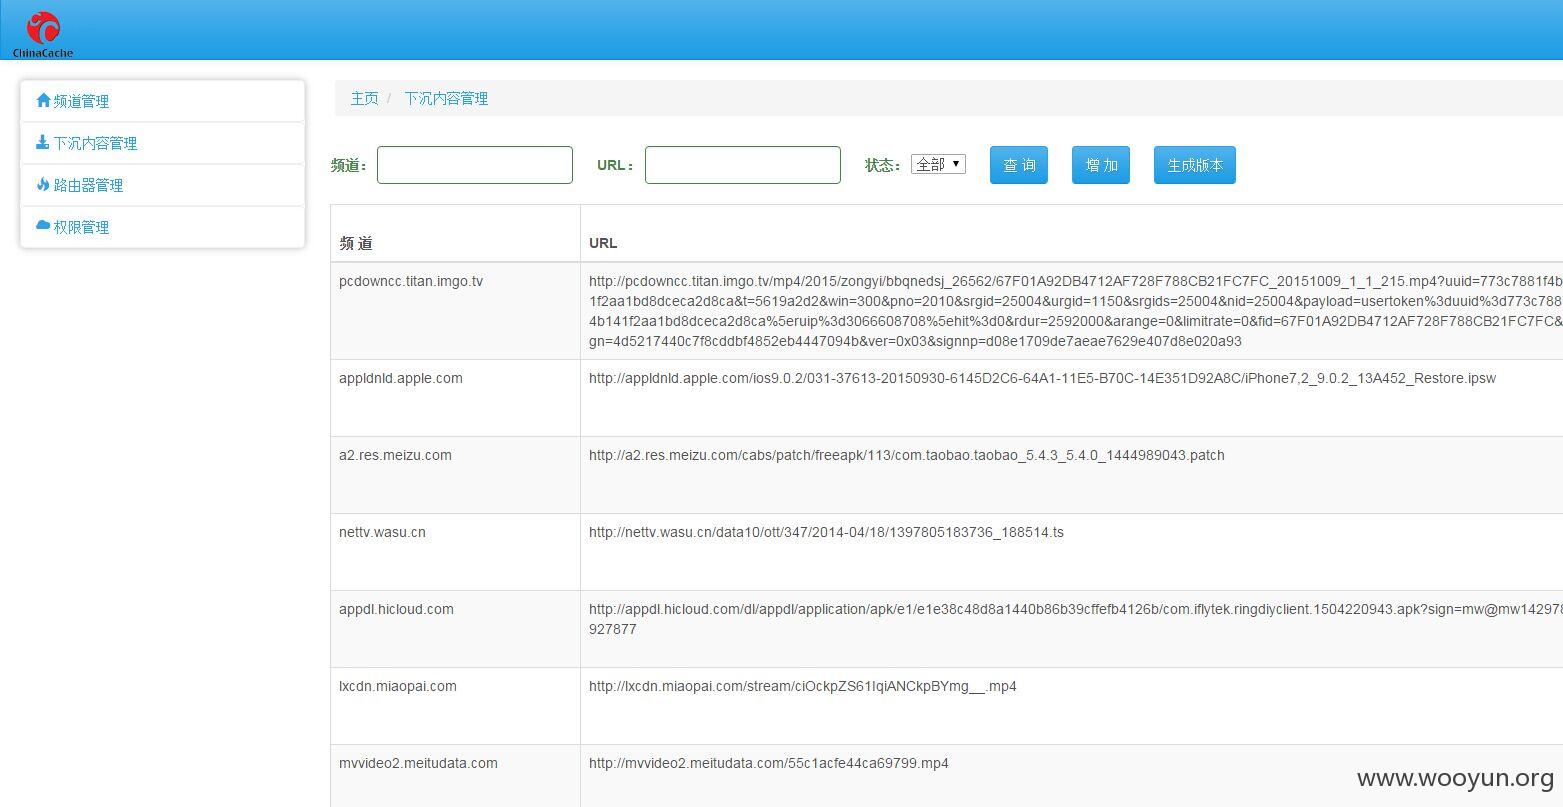 ChinaCache
频道管理
下沉内容管理
路由器管理
权限管理
主页 / 下沉内容管理
频道： URL： 状态： 全部 查 询 增 加 生成版本
频 道 URL
pcdowncc.titan.imgo.tv
http://pcdowncc.titan.imgo.tv/mp4/2015/zongyi/bbqnedsj_26562/67F01A92DB4712AF728F788CB21FC7FC_20151009_1_1_215.mp4?uuid=773c7881f4b
1f2aa1bd8dceca2d8ca&t=5619a2d2&win=300&pno=2010&srgid=25004&urgid=1150&srgids=25004&nid=25004&payload=usertoken%3duuid%3d773c788
4b141f2aa1bd8dceca2d8ca%5eruip%3d3066608708%5ehit%3d0&rdur=2592000&arange=0&limitrate=0&fid=67F01A92DB4712AF728F788CB21FC7FC&
gn=4d5217440c7f8cddbf4852eb4447094b&ver=0x03&signnp=d08e1709de7aeae7629e407d8e020a93
appldnld.apple.com http://appldnld.apple.com/ios9.0.2/031-37613-20150930-6145D2C6-64A1-11E5-B70C-14E351D92A8C/iPhone7,2_9.0.2_13A452_Restore.ipsw
a2.res.meizu.com http://a2.res.meizu.com/cabs/patch/freeapk/113/com.taobao.taobao_5.4.3_5.4.0_1444989043.patch
nettv.wasu.cn http://nettv.wasu.cn/data10/ott/347/2014-04/18/1397805183736_188514.ts
appdl.hicloud.com http://appdl.hicloud.com/dl/appdl/application/apk/e1/e1e38c48d8a1440b86b39cffefb4126b/com.iflytek.ringdiyclient.1504220943.apk?sign=mw@mw142978
927877
lxcdn.miaopai.com http://lxcdn.miaopai.com/stream/ciOckpZS61IqiANCkpBYmg__.mp4
mvvideo2.meitudata.com http://mvvideo2.meitudata.com/55c1acfe44ca69799.mp4
www.wooyun.org